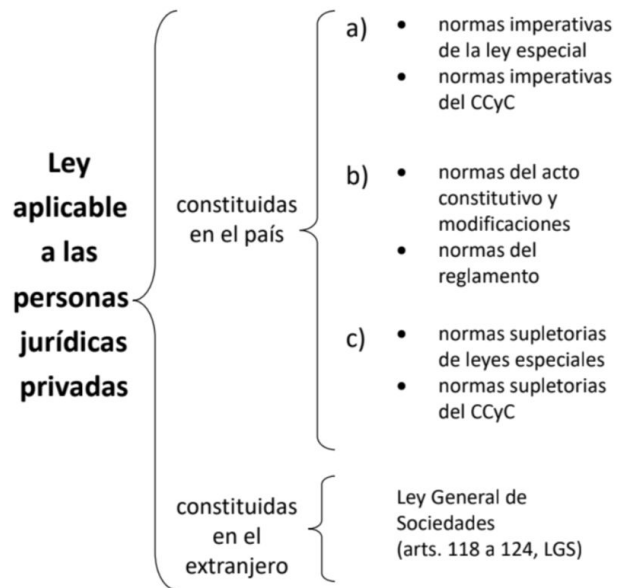 Ley
aplicable
a las
personas
jurídicas
privadas
constituidas
en el país
a)
• normas imperativas
de la ley especial
• normas imperativas
del CCyC
b)
• normas del acto
constitutivo y
modificaciones
• normas del
reglamento
c)
• normas supletorias
de leyes especiales
• normas supletorias
del CCyC
constituidas
en el
extranjero
Ley General de
Sociedades
(arts. 118 a 124, LGS)